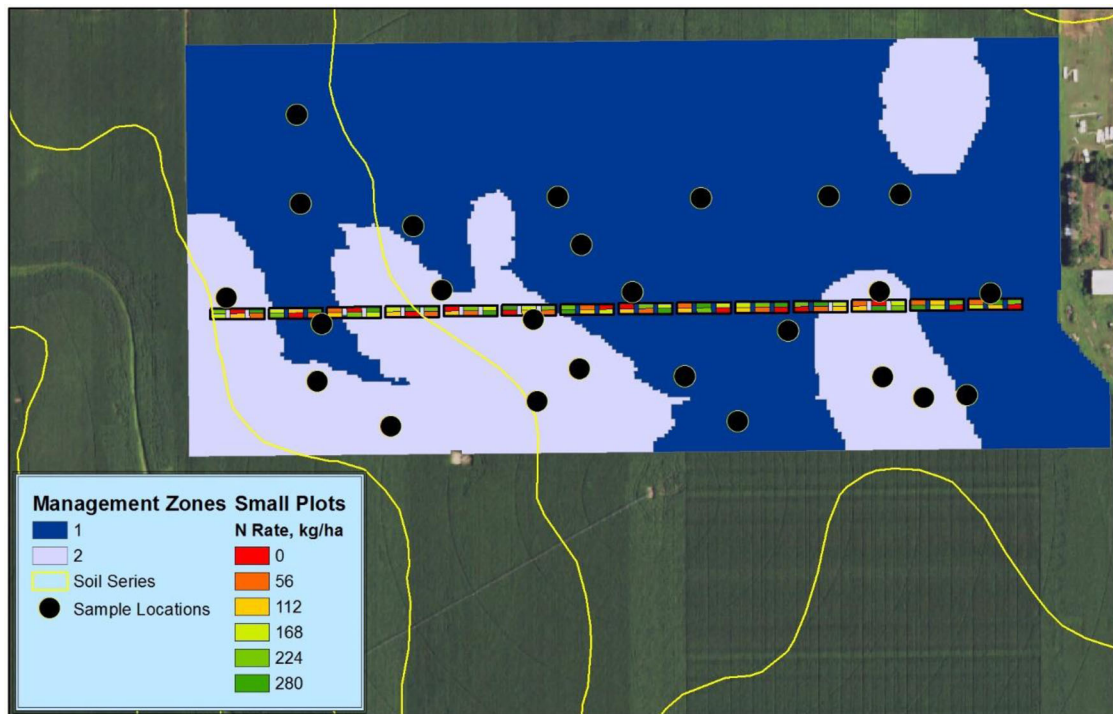 Management Zones
1
2
Soil Series
Sample Locations
Small Plots
N Rate, kg/ha
0
56
112
168
224
280